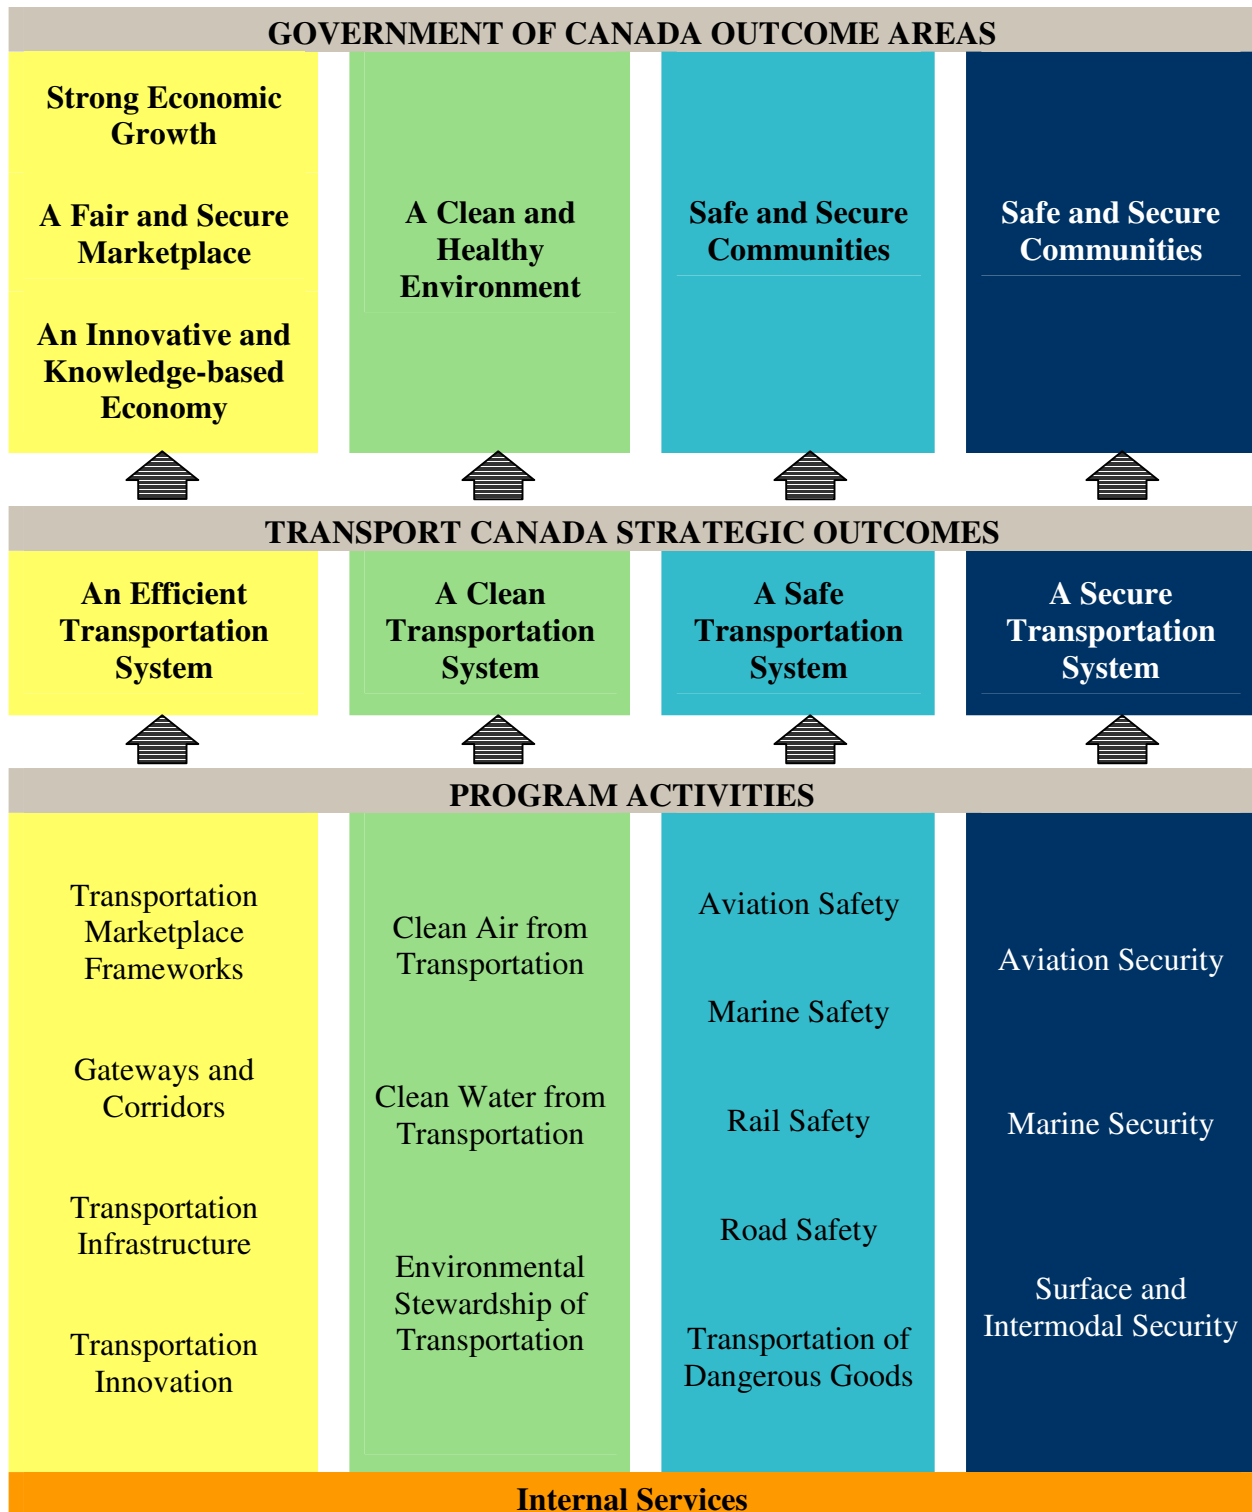 GOVERNMENT OF CANADA OUTCOME AREAS
Strong Economic
Growth
A Fair and Secure
Marketplace
An Innovative and
Knowledge-based
Economy
A Clean and
Healthy
Environment
Safe and Secure
Communities
Safe and Secure
Communities
TRANSPORT CANADA STRATEGIC OUTCOMES
An Efficient
Transportation
System
A Clean
Transportation
System
A Safe
Transportation
System
A Secure
Transportation
System
PROGRAM ACTIVITIES
Transportation
Marketplace
Frameworks
Gateways and
Corridors
Transportation
Infrastructure
Transportation
Innovation
Clean Air from
Transportation
Clean Water from
Transportation
Environmental
Stewardship of
Transportation
Aviation Safety
Marine Safety
Rail Safety
Road Safety
Transportation of
Dangerous Goods
Aviation Security
Marine Security
Surface and
Intermodal Security
Internal Services